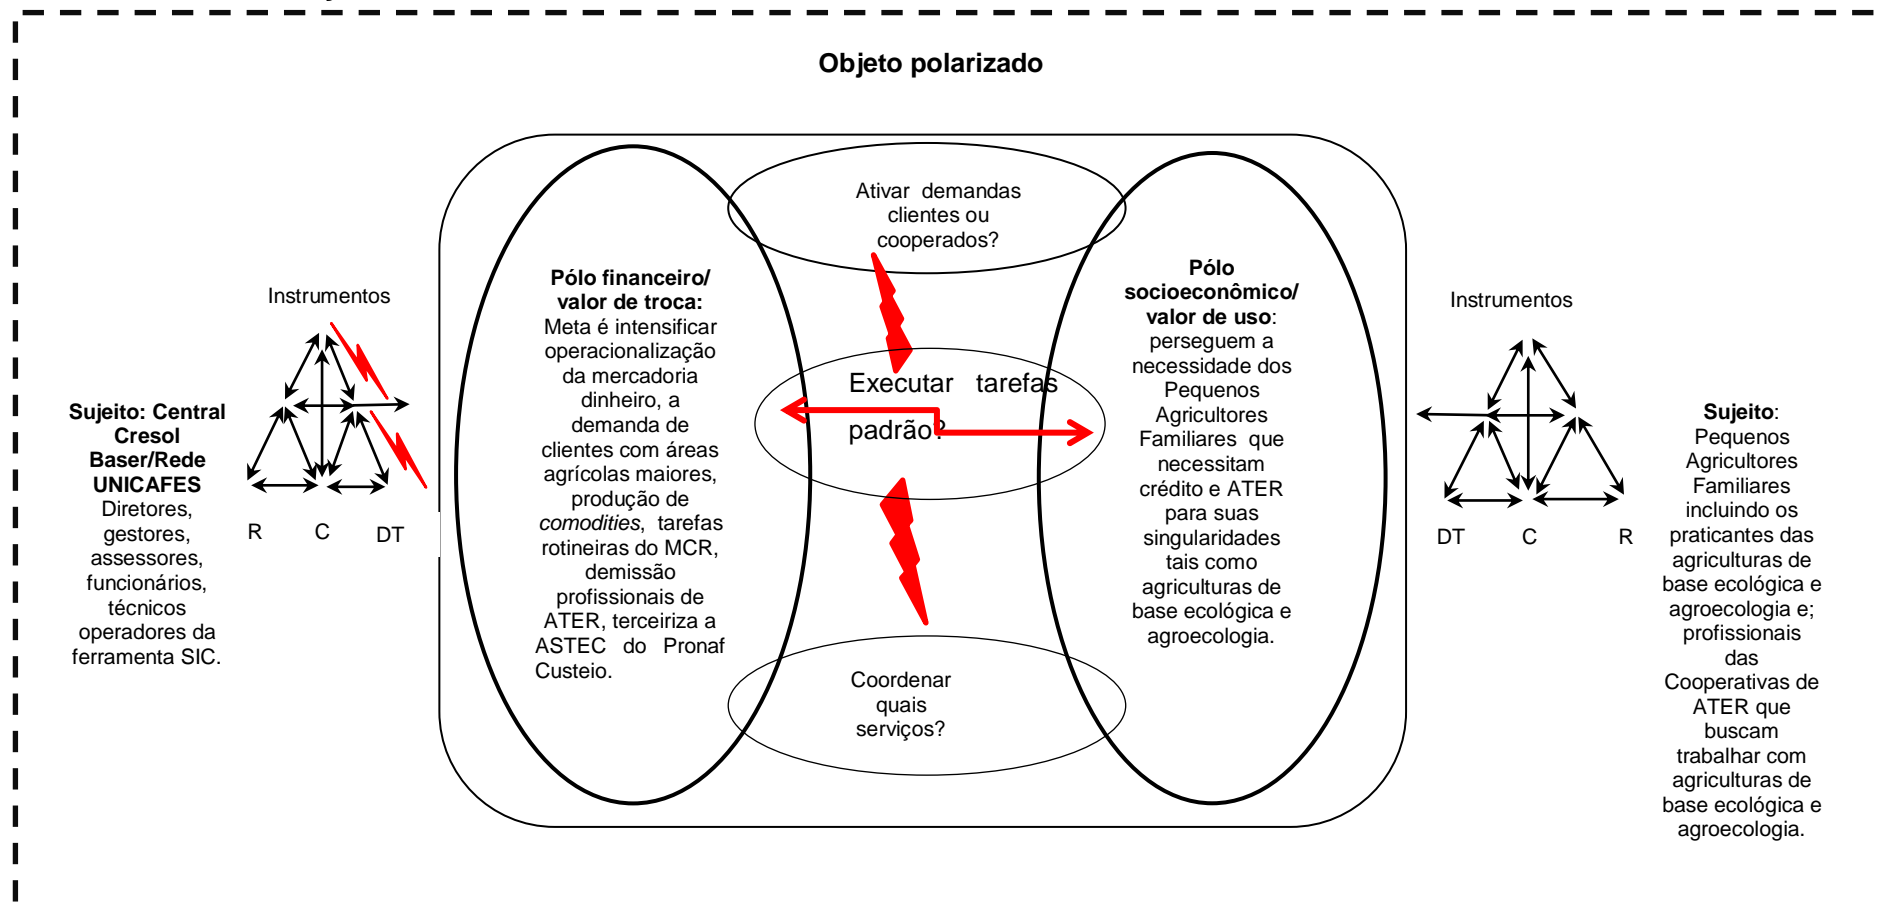 Objeto polarizado
Ativar demandas
clientes ou
cooperados?
Pólo financeiro/
valor de troca:
Meta é intensificar
operacionalização
da mercadoria
dinheiro, a
demanda de
clientes com áreas
agrícolas maiores,
produção de
comodities, tarefas
rotineiras do MCR,
demissão
profissionais de
ATER, terceiriza a
ASTEC do Pronaf
Custeio.
Executar tarefas
padrão?
Coordenar
quais
serviços?
Pólo
socioeconômico/
valor de uso:
perseguem a
necessidade dos
Pequenos
Agricultores
Familiares que
necessitam
crédito e ATER
para suas
singularidades
tais como
agriculturas de
base ecológica e
agroecologia.
Instrumentos
Sujeito: Central
Cresol
Baser/Rede
UNICAFES
Diretores,
gestores,
assessores,
funcionários,
técnicos
operadores da
ferramenta SIC.
R C DT
Instrumentos
DT C R
Sujeito:
Pequenos
Agricultores
Familiares
incluindo os
praticantes das
agriculturas de
base ecológica e
agroecologia e;
profissionais
das
Cooperativas de
ATER que
buscam
trabalhar com
agriculturas de
base ecológica e
agroecologia.